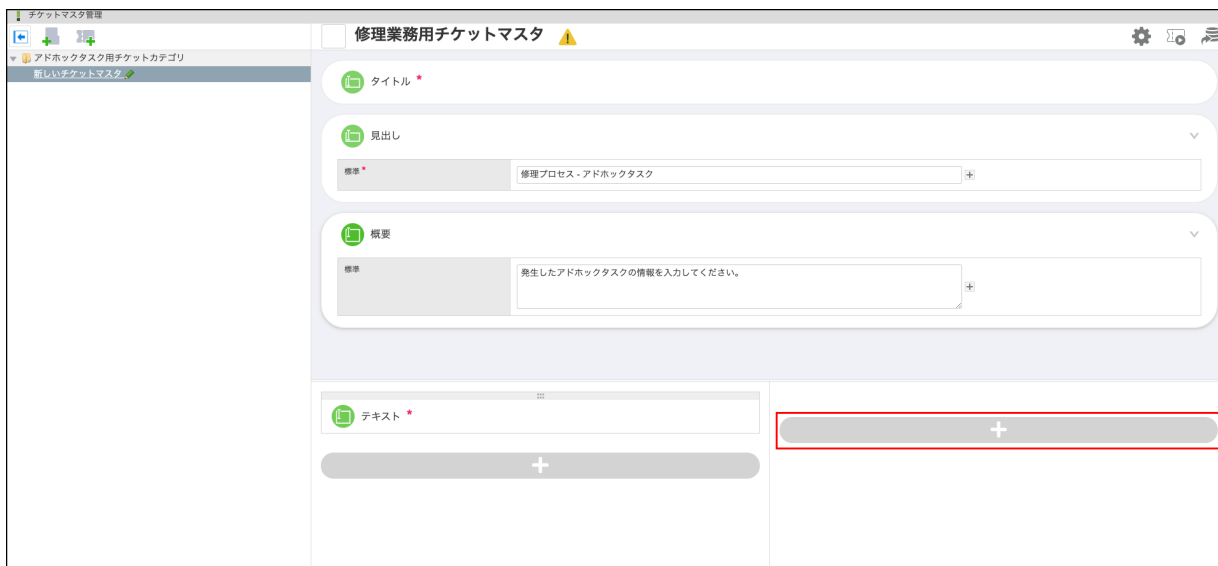 チケットマスタ管理
アドホックタスク用チケットカテゴリ
新しいチケットマスタ
修理業務用チケットマスタ
タイトル *
見出し
標準 *
修理プロセス - アドホックタスク
概要
標準
発生したアドホックタスクの情報を入力してください。
テキスト *